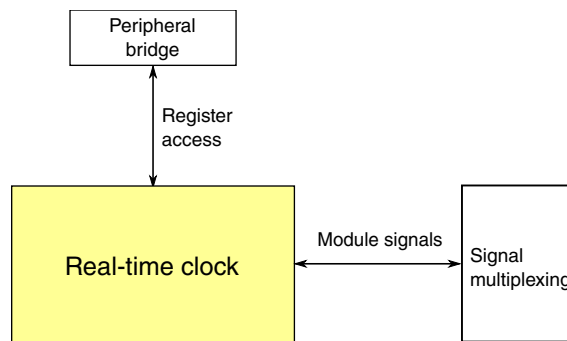 Peripheral
bridge
Register
access
Real-time clock
Module signals
Signal
multiplexing